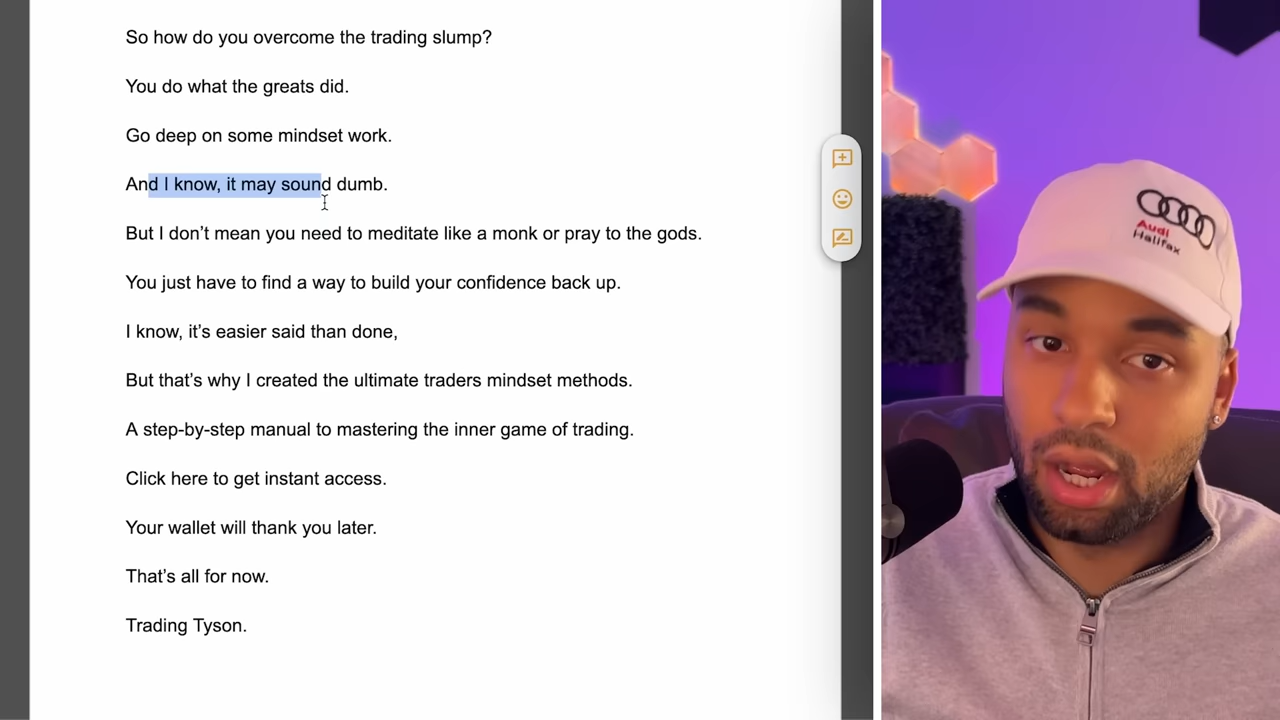 So how do you overcome the trading slump?
You do what the greats did.
Go deep on some mindset work.
And I know, it may sound dumb.
But I don’t mean you need to meditate like a monk or pray to the gods.
You just have to find a way to build your confidence back up.
I know, it’s easier said than done,
But that’s why I created the ultimate traders mindset methods.
A step-by-step manual to mastering the inner game of trading.
Click here to get instant access.
Your wallet will thank you later.
That’s all for now.
Trading Tyson.
Audi
Halifax